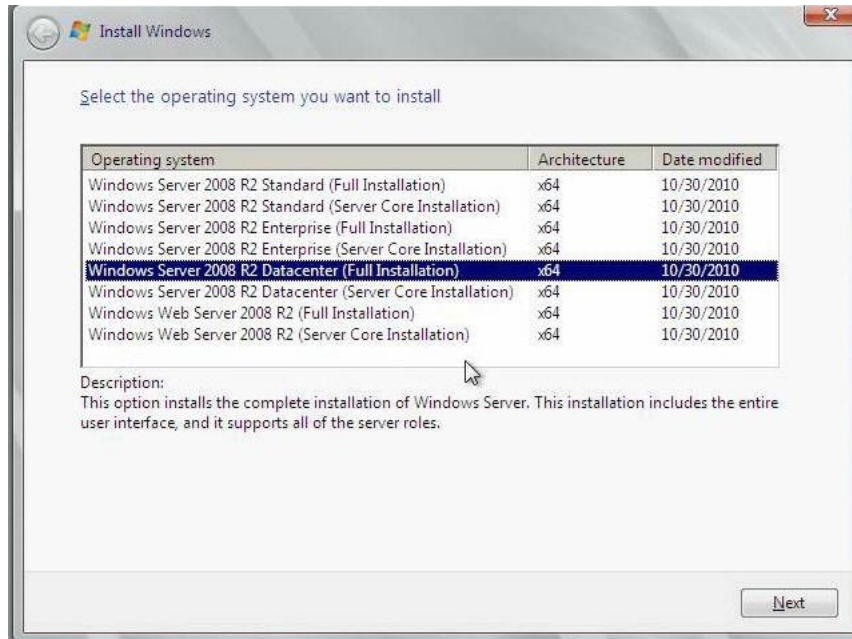 Install Windows
Select the operating system you want to install
Operating system Architecture Date modified
Windows Server 2008 R2 Standard (Full Installation) x64 10/30/2010
Windows Server 2008 R2 Standard (Server Core Installation) x64 10/30/2010
Windows Server 2008 R2 Enterprise (Full Installation) x64 10/30/2010
Windows Server 2008 R2 Enterprise (Server Core Installation) x64 10/30/2010
Windows Server 2008 R2 Datacenter (Full Installation) x64 10/30/2010
Windows Server 2008 R2 Datacenter (Server Core Installation) x64 10/30/2010
Windows Web Server 2008 R2 (Full Installation) x64 10/30/2010
Windows Web Server 2008 R2 (Server Core Installation) x64 10/30/2010
Description:
This option installs the complete installation of Windows Server. This installation includes the entire
user interface, and it supports all of the server roles.
Next